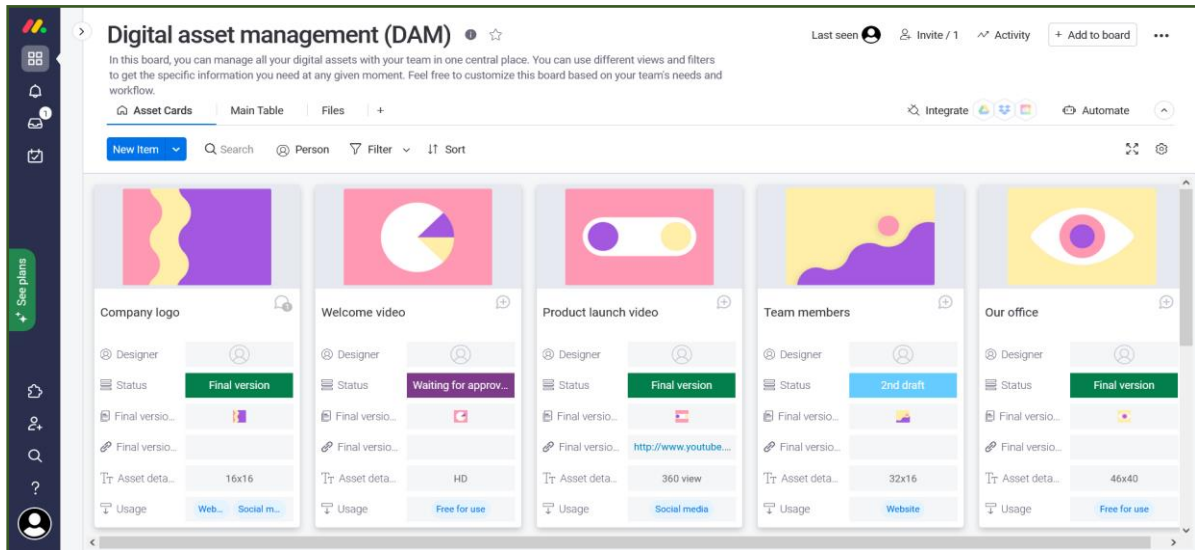 Digital asset management (DAM)
Last seen
Invite / 1
Activity
+ Add to board
In this board, you can manage all your digital assets with your team in one central place. You can use different views and filters
to get the specific information you need at any given moment. Feel free to customize this board based on your team's needs and
workflow.
Asset Cards
Main Table
Files
+
Integrate
Automate
New Item
Search
Person
Filter
Sort
1
See plans
?
Company logo
1
Designer
Status
Final version
Final versio...
Final versio...
Asset deta...
16x16
Usage
Web... Social m...
Welcome video
Designer
Status
Waiting for approv...
Final versio...
Final versio...
Asset deta...
HD
Usage
Free for use
Product launch video
Designer
Status
Final version
Final versio...
Final versio...
http://www.youtube....
Asset deta...
360 view
Usage
Social media
Team members
Designer
Status
2nd draft
Final versio...
Final versio...
Asset deta...
32x16
Usage
Website
Our office
Designer
Status
Final version
Final versio...
Final versio...
Asset deta...
46x40
Usage
Free for use